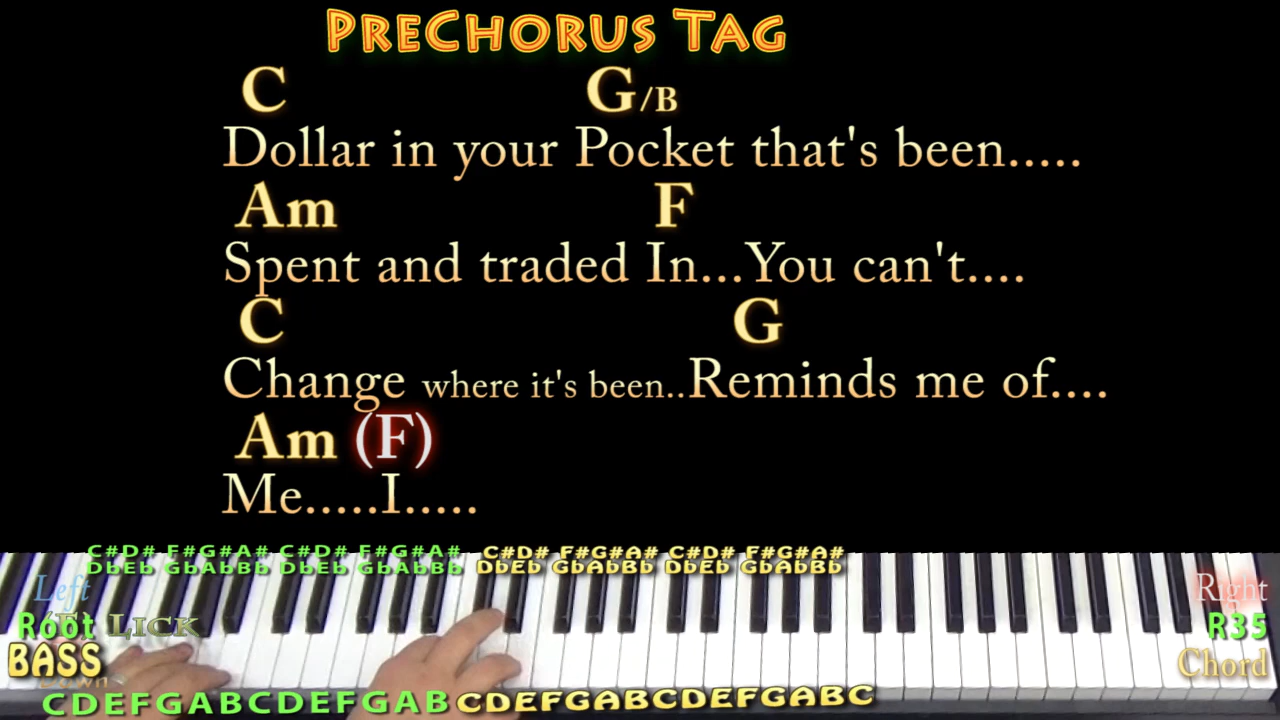 PreChorus Tag
C G/B
Dollar in your Pocket that's been.....
Am F
Spent and traded In...You can't....
C G
Change where it's been..Reminds me of....
Am (F)
Me.....I.....
C#D# F#G#A# C#D# F#G#A# C#D# F#G#A# C#D# F#G#A#
DbEb GbAbBb DbEb GbAbBb DbEb GbAbBb DbEb GbAbBb
Left Right
Root Lick R35
BASS Chord
Down
CDEFGABCDEFGABCDEFGABCDEFGABC